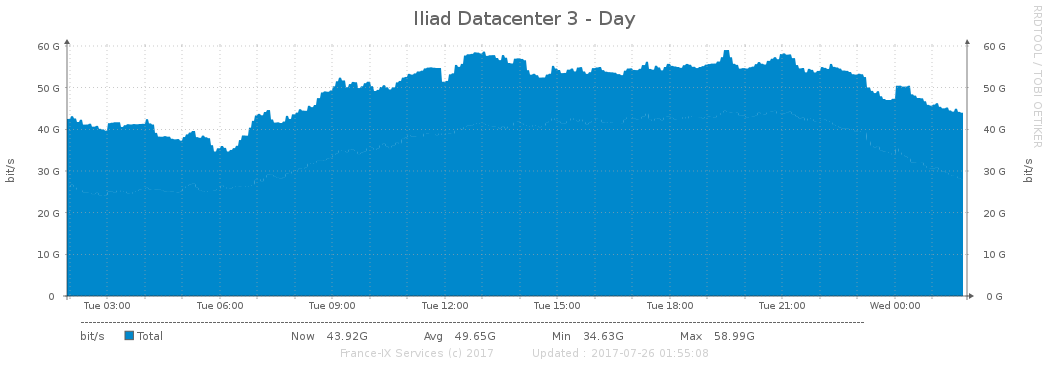 Iliad Datacenter 3 - Day
RRDTOOL / TOBI OETIKER
bit/s
60 G
50 G
40 G
30 G
20 G
10 G
0
60 G
50 G
40 G
30 G
20 G
10 G
0 G
bit/s
Tue 03:00 Tue 06:00 Tue 09:00 Tue 12:00 Tue 15:00 Tue 18:00 Tue 21:00 Wed 00:00
bit/s Total Now 43.92G Avg 49.65G Min 34.63G Max 58.99G
France-IX Services (c) 2017 Updated : 2017-07-26 01:55:08